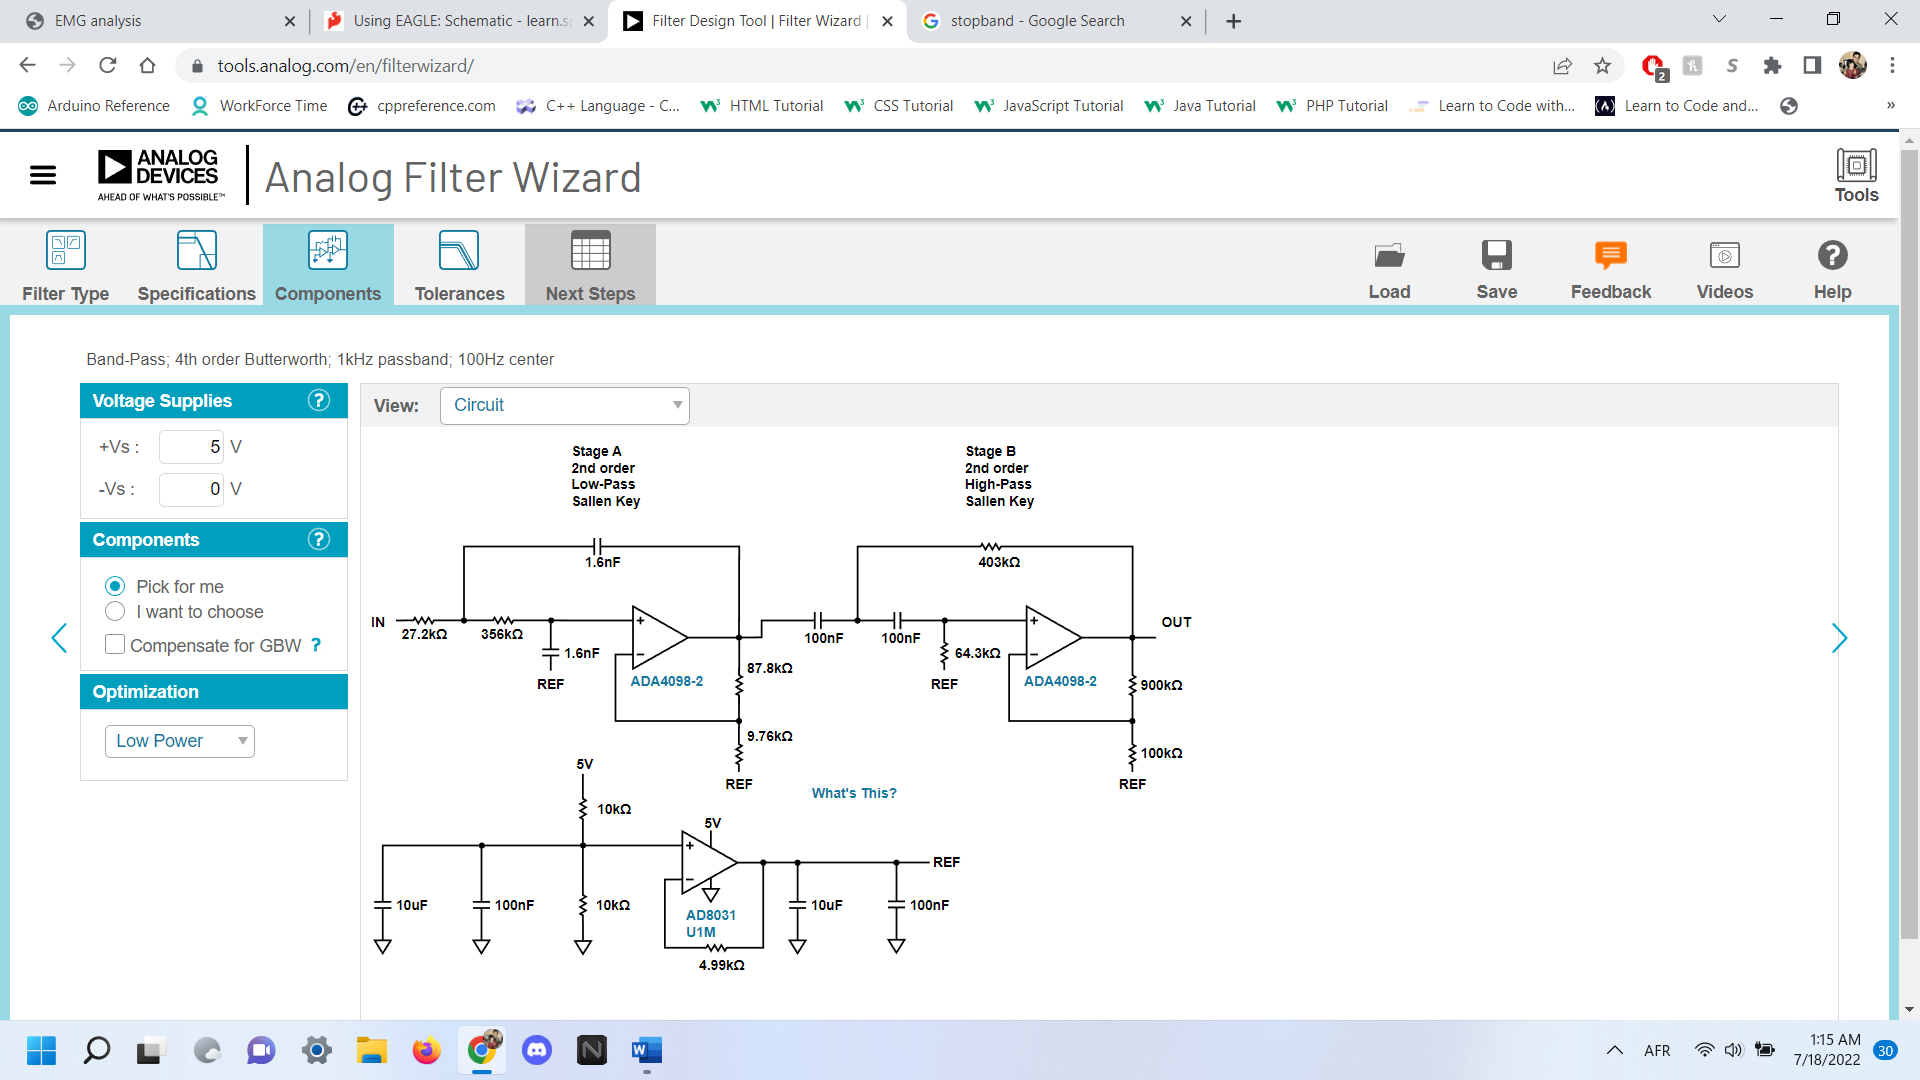 EMG analysis
Using EAGLE: Schematic - learn.s
Filter Design Tool | Filter Wizard |
stopband - Google Search
tools.analog.com/en/filterwizard/
2
Arduino Reference
WorkForce Time
cppreference.com
C++ Language - C...
HTML Tutorial
CSS Tutorial
JavaScript Tutorial
Java Tutorial
PHP Tutorial
Learn to Code with...
Learn to Code and...
»
ANALOG
DEVICES
AHEAD OF WHAT'S POSSIBLE™
Analog Filter Wizard
Tools
Filter Type
Specifications
Components
Tolerances
Next Steps
Load
Save
Feedback
Videos
Help
Band-Pass; 4th order Butterworth; 1kHz passband; 100Hz center
Voltage Supplies ?
+Vs : 5 V
-Vs : 0 V
Components ?
Pick for me
I want to choose
Compensate for GBW ?
Optimization
Low Power
View: Circuit
Stage A
2nd order
Low-Pass
Sallen Key
Stage B
2nd order
High-Pass
Sallen Key
1.6nF
403kΩ
IN
27.2kΩ
356kΩ
+
-
1.6nF
REF
ADA4098-2
87.8kΩ
9.76kΩ
REF
100nF
100nF
64.3kΩ
REF
+
-
ADA4098-2
OUT
900kΩ
100kΩ
REF
What's This?
5V
10kΩ
5V
+
-
REF
10uF
100nF
10kΩ
AD8031
U1M
4.99kΩ
10uF
100nF
AFR
1:15 AM
7/18/2022
30